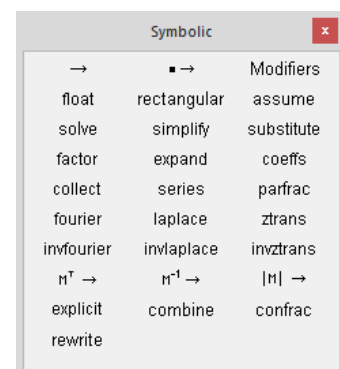 Symbolic x
→ ▪ → Modifiers
float rectangular assume
solve simplify substitute
factor expand coeffs
collect series parfrac
fourier laplace ztrans
invfourier invlaplace invztrans
Mᵀ → M⁻¹ → |M| →
explicit combine confrac
rewrite